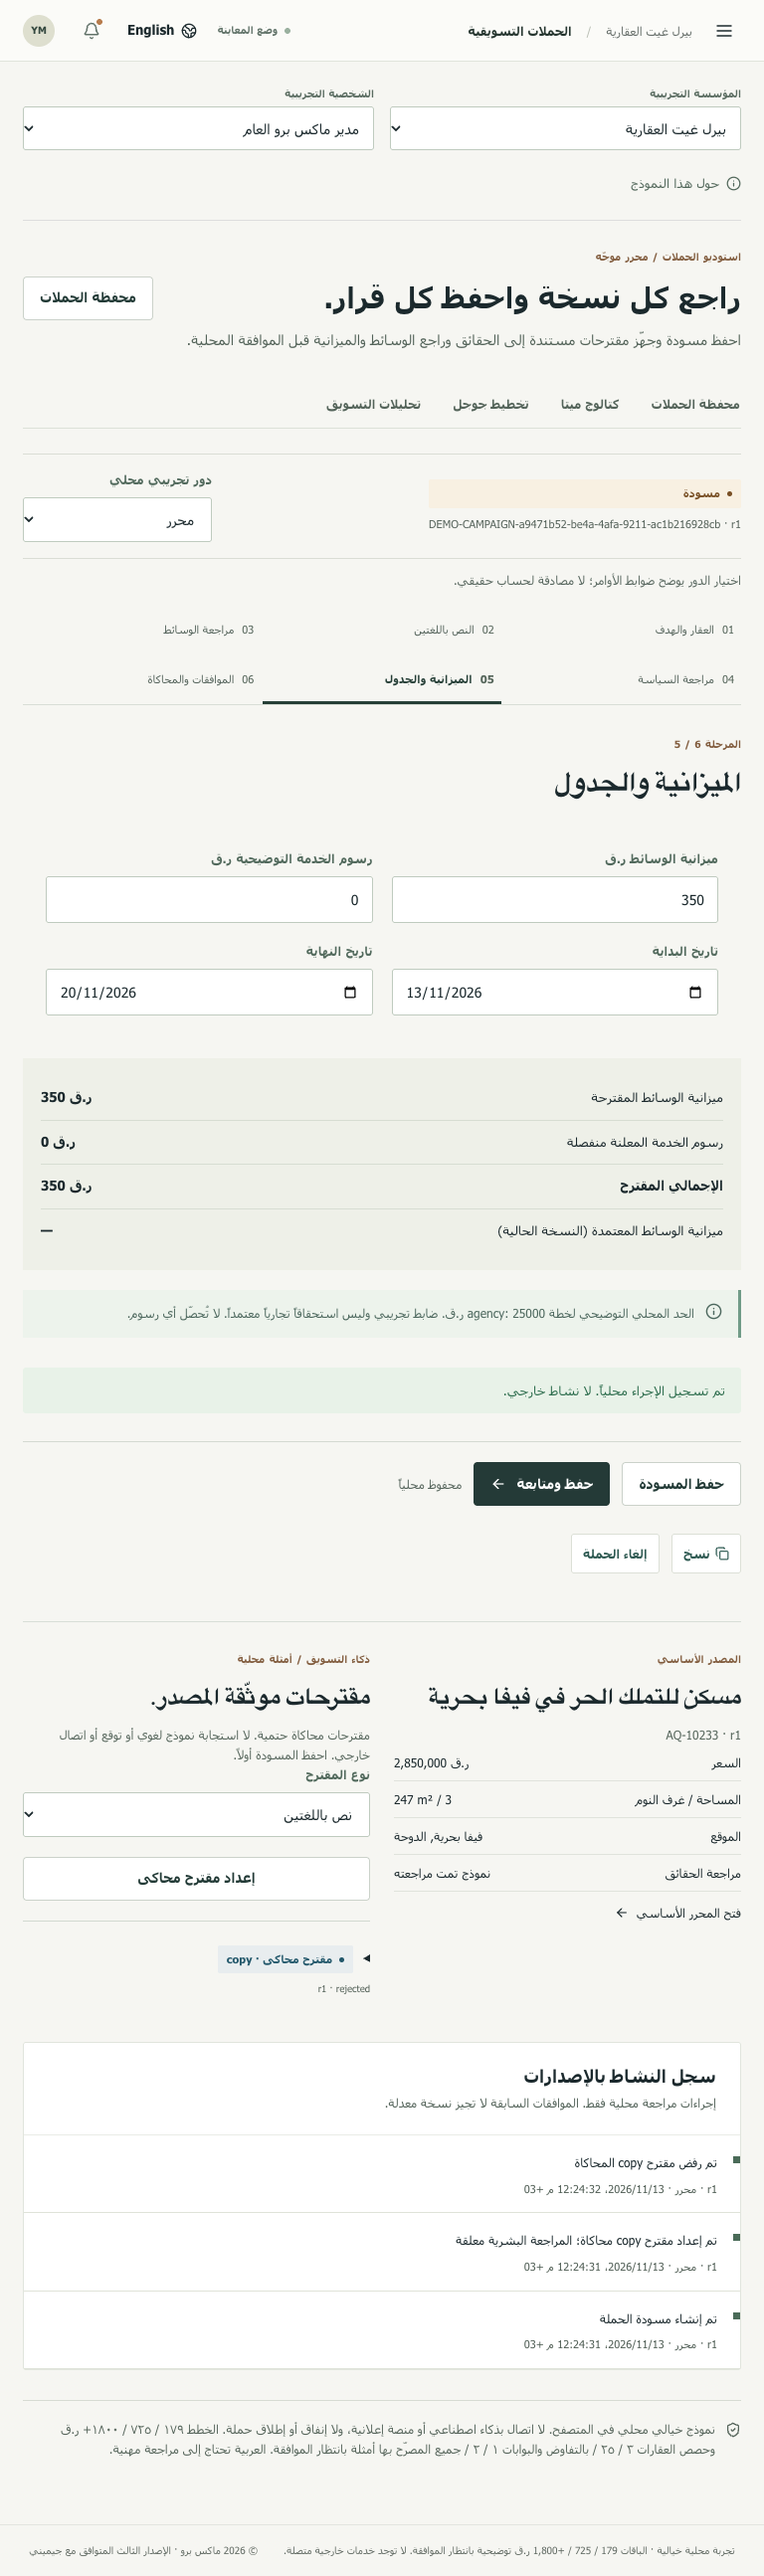 بيرل غيت العقارية / الحملات التسويقية
وضع المعاينة
English
YM
المؤسسة التجريبية
بيرل غيت العقارية
الشخصية التجريبية
مدير ماكس برو العام
حول هذا النموذج
استوديو الحملات / محرر موجّه
راجع كل نسخة واحفظ كل قرار.
محفظة الحملات
احفظ مسودة وجهّز مقترحات مستندة إلى الحقائق وراجع الوسائط والميزانية قبل الموافقة المحلية.
محفظة الحملات
كتالوج ميتا
تخطيط جوجل
تحليلات التسويق
مسودة
DEMO-CAMPAIGN-a9471b52-be4a-4afa-9211-ac1b216928cb · r1
دور تجريبي محلي
محرر
اختيار الدور يوضح ضوابط الأوامر؛ لا مصادقة لحساب حقيقي.
01 العقار والهدف
02 النص باللغتين
03 مراجعة الوسائط
04 مراجعة السياسة
05 الميزانية والجدول
06 الموافقات والمحاكاة
المرحلة 6 / 5
الميزانية والجدول
ميزانية الوسائط ر.ق
350
رسوم الخدمة التوضيحية ر.ق
0
تاريخ البداية
13/11/2026
تاريخ النهاية
20/11/2026
ميزانية الوسائط المقترحة
350 ر.ق
رسوم الخدمة المعلنة منفصلة
0 ر.ق
الإجمالي المقترح
350 ر.ق
ميزانية الوسائط المعتمدة (النسخة الحالية)
—
الحد المحلي التوضيحي لخطة agency: 25000 ر.ق. ضابط تجريبي وليس استحقاقاً تجارياً معتمداً. لا تُحصّل أي رسوم.
تم تسجيل الإجراء محلياً. لا نشاط خارجي.
حفظ المسودة
حفظ ومتابعة
محفوظ محلياً
نسخ
إلغاء الحملة
المصدر الأساسي
مسكن للتملك الحر في فيفا بحرية
AQ-10233 · r1
السعر
2,850,000 ر.ق
المساحة / غرف النوم
247 m² / 3
الموقع
فيفا بحرية, الدوحة
مراجعة الحقائق
نموذج تمت مراجعته
فتح المحرر الأساسي
ذكاء التسويق / أمثلة محلية
مقترحات موثّقة المصدر.
مقترحات محاكاة حتمية. لا استجابة نموذج لغوي أو توقع أو اتصال
خارجي. احفظ المسودة أولاً.
نوع المقترح
نص باللغتين
إعداد مقترح محاكى
مقترح محاكى · copy
r1 · rejected
سجل النشاط بالإصدارات
إجراءات مراجعة محلية فقط. الموافقات السابقة لا تجيز نسخة معدلة.
تم رفض مقترح copy المحاكاة
r1 · محرر · 2026/11/13، 12:24:32 م +03
تم إعداد مقترح copy محاكاة؛ المراجعة البشرية معلقة
r1 · محرر · 2026/11/13، 12:24:31 م +03
تم إنشاء مسودة الحملة
r1 · محرر · 2026/11/13، 12:24:31 م +03
نموذج خيالي محلي في المتصفح. لا اتصال بذكاء اصطناعي أو منصة إعلانية، ولا إنفاق أو إطلاق حملة. الخطط ١٧٩ / ٧٢٥ / ١٨٠٠+ ر.ق
وحصص العقارات ٣ / ٢٥ / بالتفاوض والبوابات ١ / ٢ / جميع المصرّح بها أمثلة بانتظار الموافقة. العربية تحتاج إلى مراجعة مهنية.
تجربة محلية خيالية · الباقات 179 / 725 / +1,800 ر.ق توضيحية بانتظار الموافقة. لا توجد خدمات خارجية متصلة.
© 2026 ماكس برو · الإصدار الثالث المتوافق مع جيميني